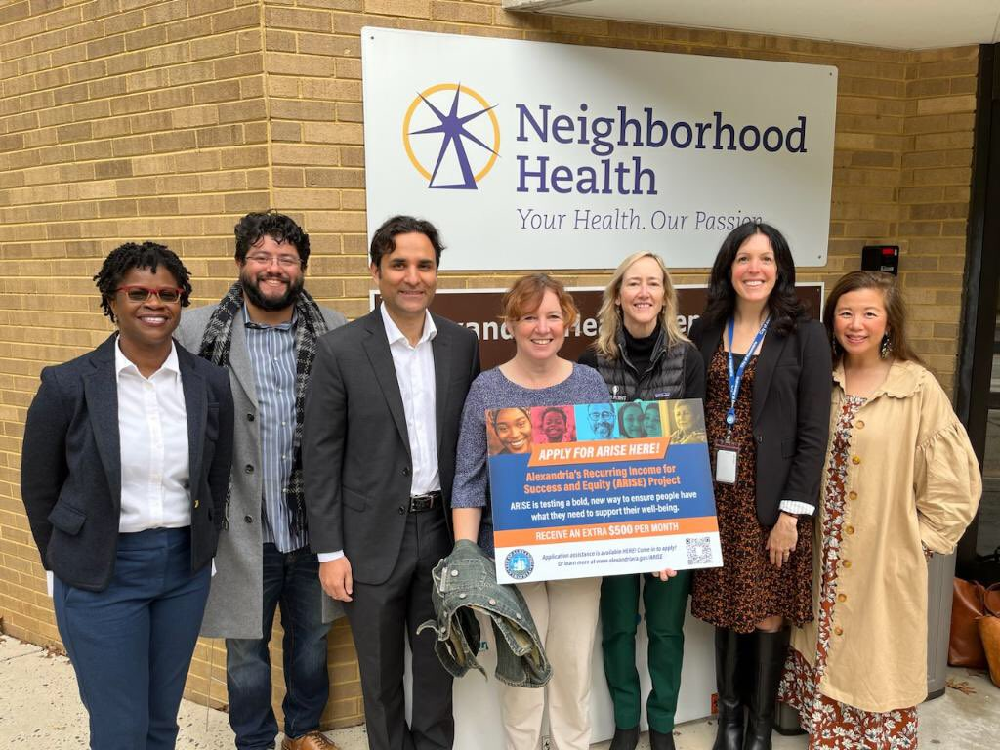 Neighborhood
Health
Your Health. Our Passion
APPLY FOR ARISE HERE!
Alexandria's Recurring Income for
Success and Equity (ARISE) Project
ARISE is testing a bold, new way to ensure people have
what they need to support their well-being.
RECEIVE AN EXTRA $500 PER MONTH
Application assistance is available HERE! Come in to apply!
Or learn more at www.alexandriava.gov/ARISE